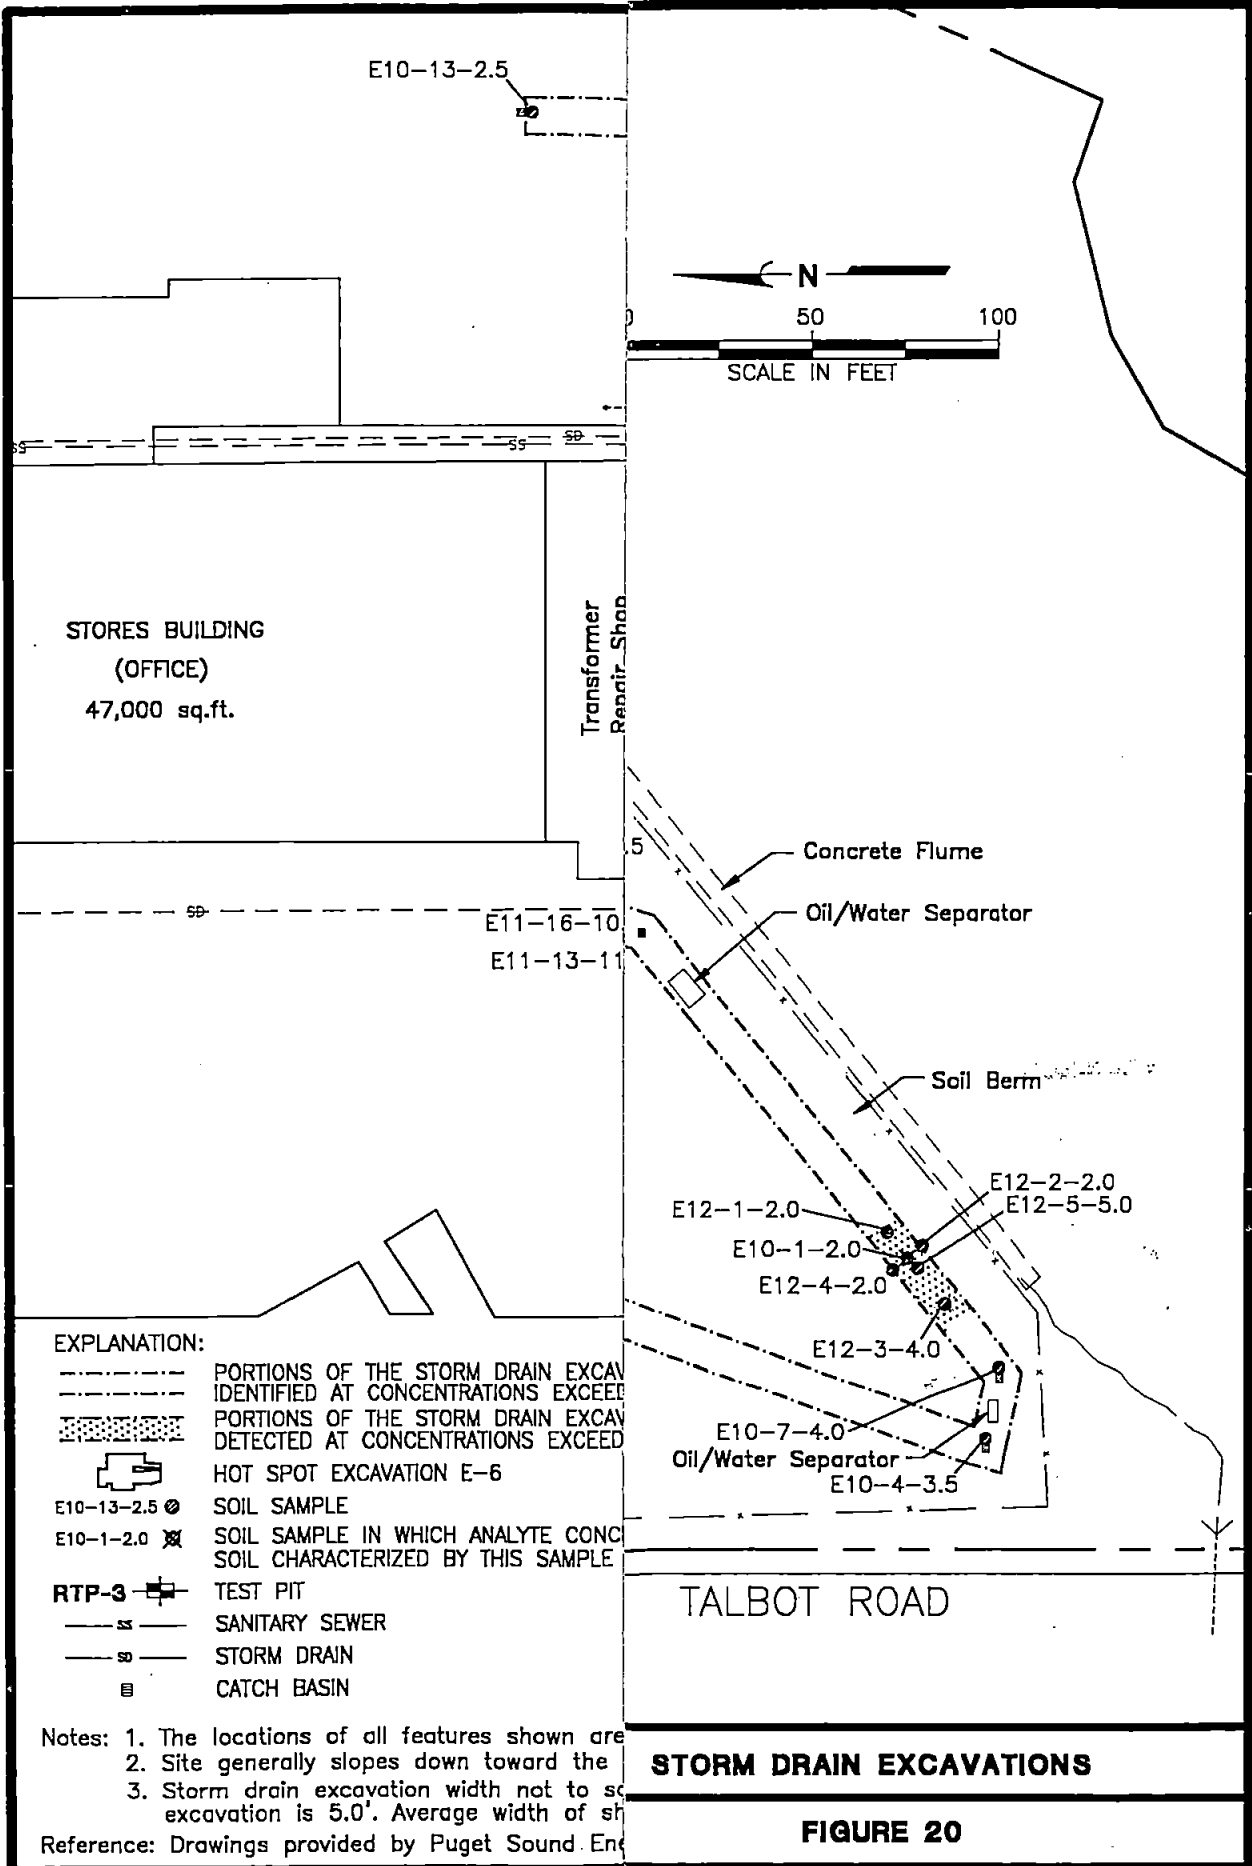 E10-13-2.5
N
0 50 100
SCALE IN FEET
SD
SS
SS
STORES BUILDING
(OFFICE)
47,000 sq.ft.
Transformer
Repair Shop
.5
Concrete Flume
SD
E11-16-10
Oil/Water Separator
E11-13-11
Soil Berm
E12-2-2.0
E12-1-2.0
E12-5-5.0
E10-1-2.0
E12-4-2.0
E12-3-4.0
E10-7-4.0
Oil/Water Separator
E10-4-3.5
TALBOT ROAD
EXPLANATION:
PORTIONS OF THE STORM DRAIN EXCAV
IDENTIFIED AT CONCENTRATIONS EXCEED
PORTIONS OF THE STORM DRAIN EXCAV
DETECTED AT CONCENTRATIONS EXCEED
HOT SPOT EXCAVATION E-6
E10-13-2.5 SOIL SAMPLE
E10-1-2.0 SOIL SAMPLE IN WHICH ANALYTE CONC
SOIL CHARACTERIZED BY THIS SAMPLE
RTP-3 TEST PIT
SS SANITARY SEWER
SD STORM DRAIN
CATCH BASIN
Notes: 1. The locations of all features shown are
2. Site generally slopes down toward the
3. Storm drain excavation width not to sc
excavation is 5.0'. Average width of sh
Reference: Drawings provided by Puget Sound Ene
STORM DRAIN EXCAVATIONS
FIGURE 20